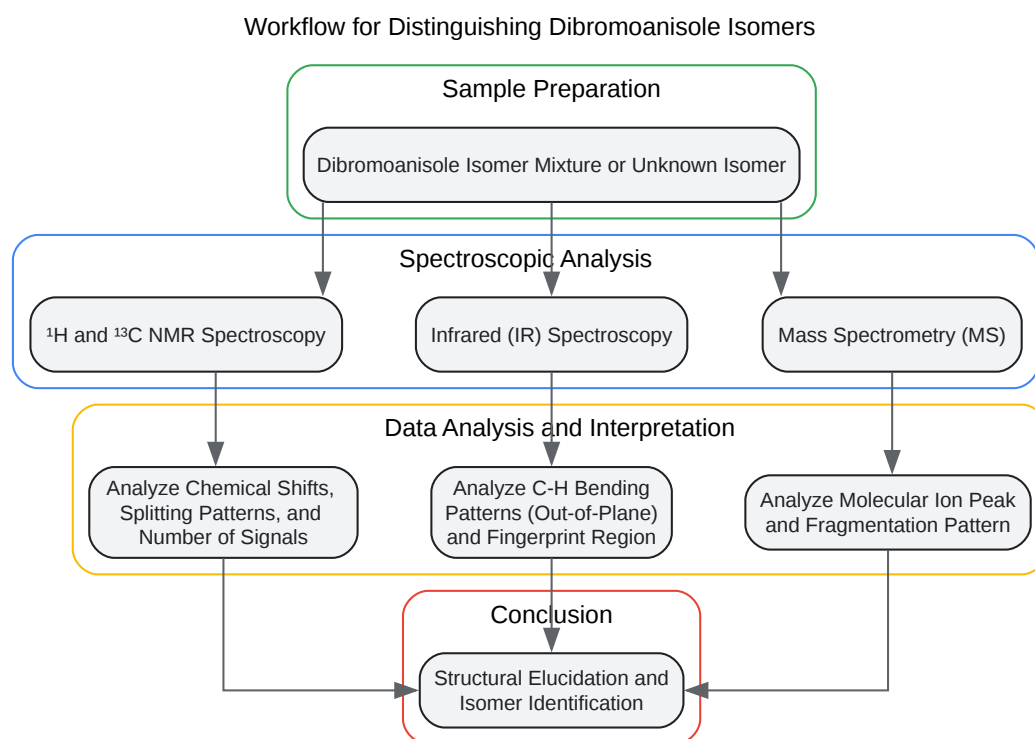 Workflow for Distinguishing Dibromoanisole Isomers
Sample Preparation
Dibromoanisole Isomer Mixture or Unknown Isomer
Spectroscopic Analysis
¹H and ¹³C NMR Spectroscopy
Infrared (IR) Spectroscopy
Mass Spectrometry (MS)
Data Analysis and Interpretation
Analyze Chemical Shifts,
Splitting Patterns, and
Number of Signals
Analyze C-H Bending
Patterns (Out-of-Plane)
and Fingerprint Region
Analyze Molecular Ion Peak
and Fragmentation Pattern
Conclusion
Structural Elucidation and
Isomer Identification